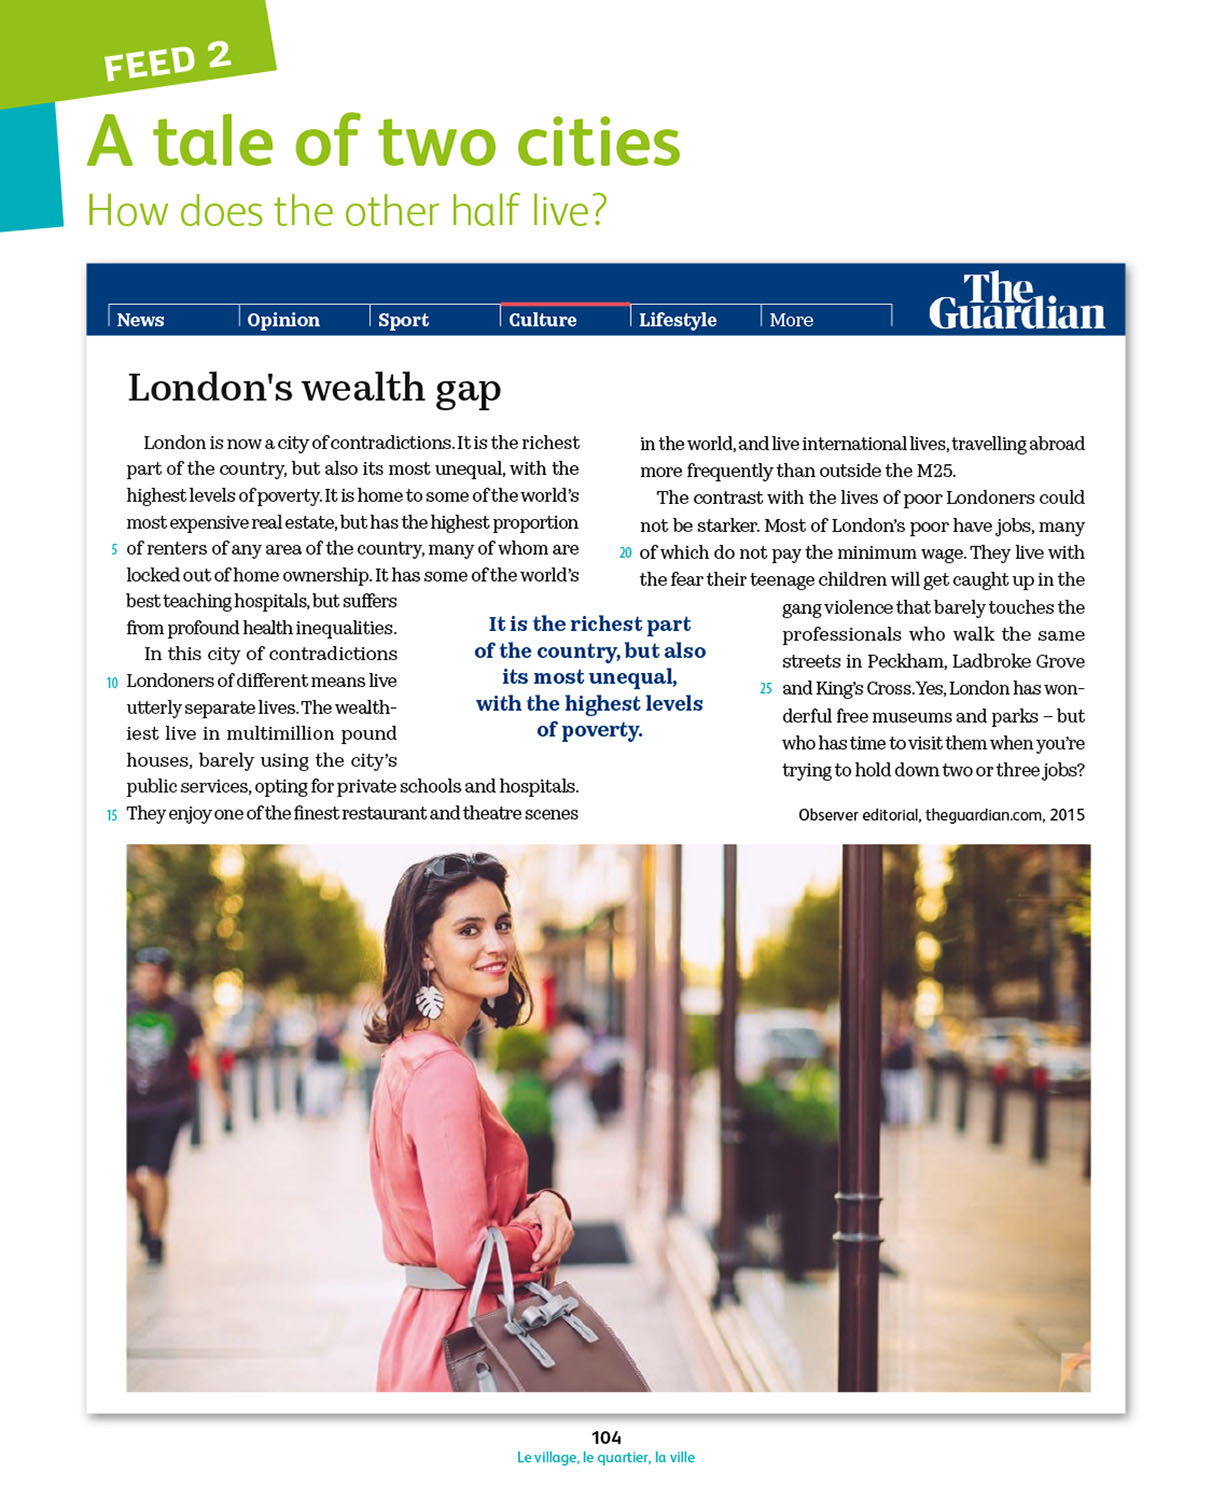 FEED 2
A tale of two cities
How does the other half live?
News
Opinion
Sport
Culture
Lifestyle
More
The
Guardian
London's wealth gap
London is now a city of contradictions. It is the richest
part of the country, but also its most unequal, with the
highest levels of poverty. It is home to some of the world's
most expensive real estate, but has the highest proportion
5 of renters of any area of the country, many of whom are
locked out of home ownership. It has some of the world's
best teaching hospitals, but suffers
from profound health inequalities.
In this city of contradictions
10 Londoners of different means live
utterly separate lives. The wealth-
iest live in multimillion pound
houses, barely using the city's
public services, opting for private schools and hospitals.
15 They enjoy one of the finest restaurant and theatre scenes
It is the richest part
of the country, but also
its most unequal,
with the highest levels
of poverty.
in the world, and live international lives, travelling abroad
more frequently than outside the M25.
The contrast with the lives of poor Londoners could
not be starker. Most of London's poor have jobs, many
20 of which do not pay the minimum wage. They live with
the fear their teenage children will get caught up in the
gang violence that barely touches the
professionals who walk the same
streets in Peckham, Ladbroke Grove
25 and King's Cross. Yes, London has won-
derful free museums and parks – but
who has time to visit them when you're
trying to hold down two or three jobs?
Observer editorial, theguardian.com, 2015
104
Le village, le quartier, la ville